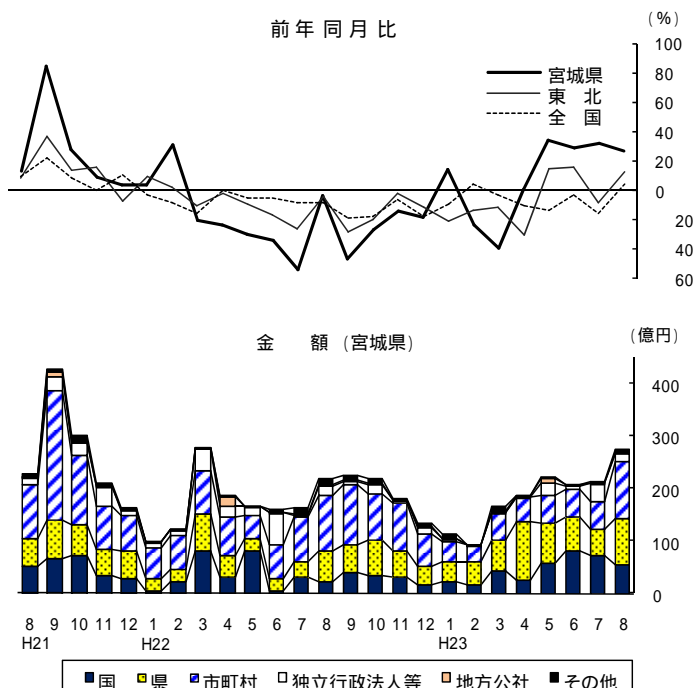 前年同月比
(%)
100
80
60
40
20
0
20
40
60
宮城県
東 北
全 国
金 額 (宮城県)
(億円)
400
300
200
100
0
8 9 10 11 12 1 2 3 4 5 6 7 8 9 10 11 12 1 2 3 4 5 6 7 8
H21 H22 H23
国 県 市町村 独立行政法人等 地方公社 その他